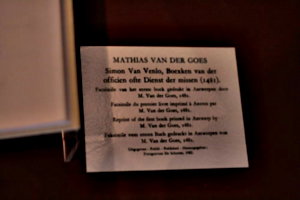 MATHIAS VAN DER GOES
Simon Van Venlo, Boexken van der
officien ofte Dienst der missen (1481).
Facsimile van het eerste boek gedrukt in Antwerpen door
M. Van der Goes, 1481.
Facsimile du premier livre imprimé à Anvers par
M. Van der Goes, 1481.
Reprint of the first book printed in Antwerp by
M. Van der Goes, 1481.
Facsimile vom ersten Buch gedruckt in Antwerpen von
M. Van der Goes, 1481.